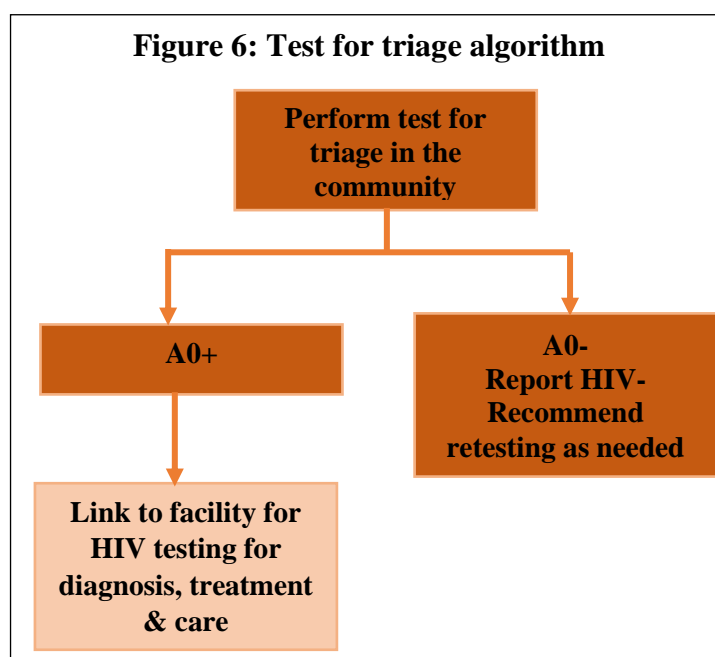 Figure 6: Test for triage algorithm
Perform test for
triage in the
community
A0+
A0-
Report HIV-
Recommend
retesting as needed
Link to facility for
HIV testing for
diagnosis, treatment
& care